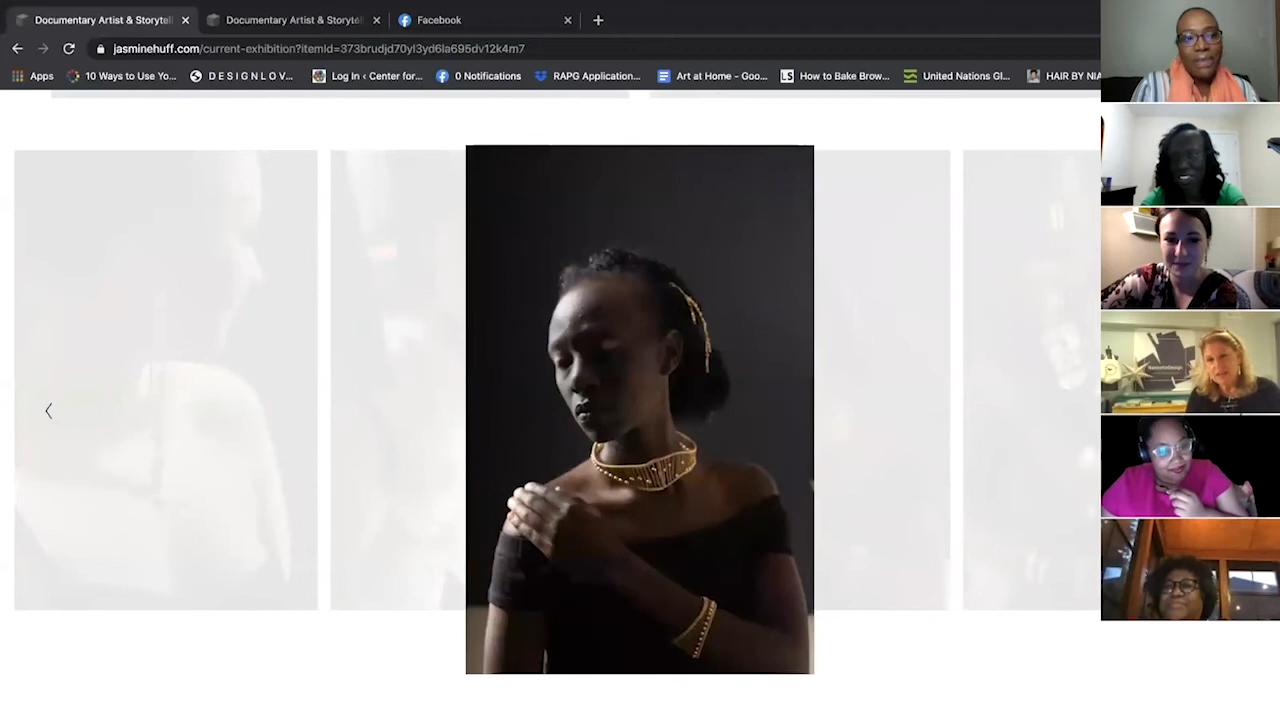 Documentary Artist & Storytell
Documentary Artist & Storytel
Facebook
jasminehuff.com/current-exhibition?itemId=373brudjd70yl3yd6la695dv12k4m7
Apps
10 Ways to Use Yo...
D E S I G N L O V...
Log In ‹ Center for...
0 Notifications
RAPG Application...
Art at Home - Goo...
LS
How to Bake Brow...
United Nations Gl...
HAIR BY NIA